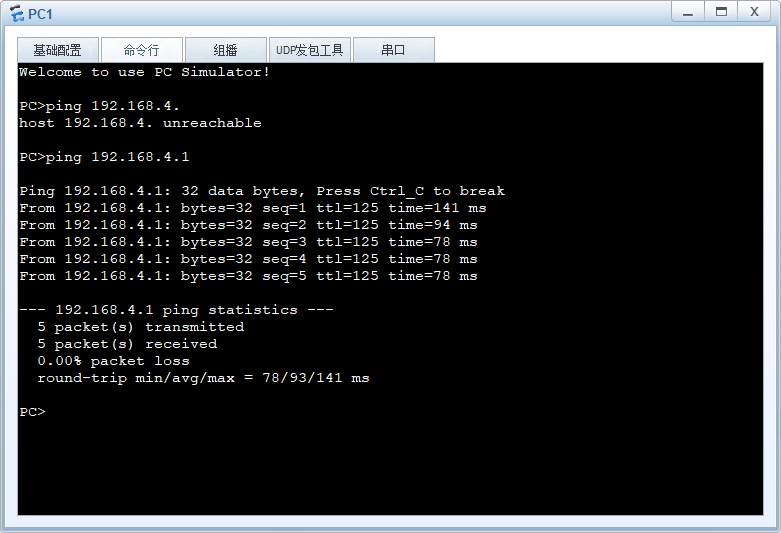 PC1
基础配置 命令行 组播 UDP发包工具 串口
Welcome to use PC Simulator!
PC>ping 192.168.4.
host 192.168.4. unreachable
PC>ping 192.168.4.1
Ping 192.168.4.1: 32 data bytes, Press Ctrl_C to break
From 192.168.4.1: bytes=32 seq=1 ttl=125 time=141 ms
From 192.168.4.1: bytes=32 seq=2 ttl=125 time=94 ms
From 192.168.4.1: bytes=32 seq=3 ttl=125 time=78 ms
From 192.168.4.1: bytes=32 seq=4 ttl=125 time=78 ms
From 192.168.4.1: bytes=32 seq=5 ttl=125 time=78 ms
--- 192.168.4.1 ping statistics ---
5 packet(s) transmitted
5 packet(s) received
0.00% packet loss
round-trip min/avg/max = 78/93/141 ms
PC>